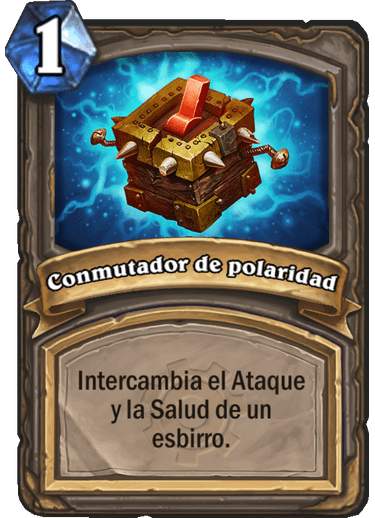 1
Conmutador de polaridad
Intercambia el Ataque
y la Salud de un
esbirro.